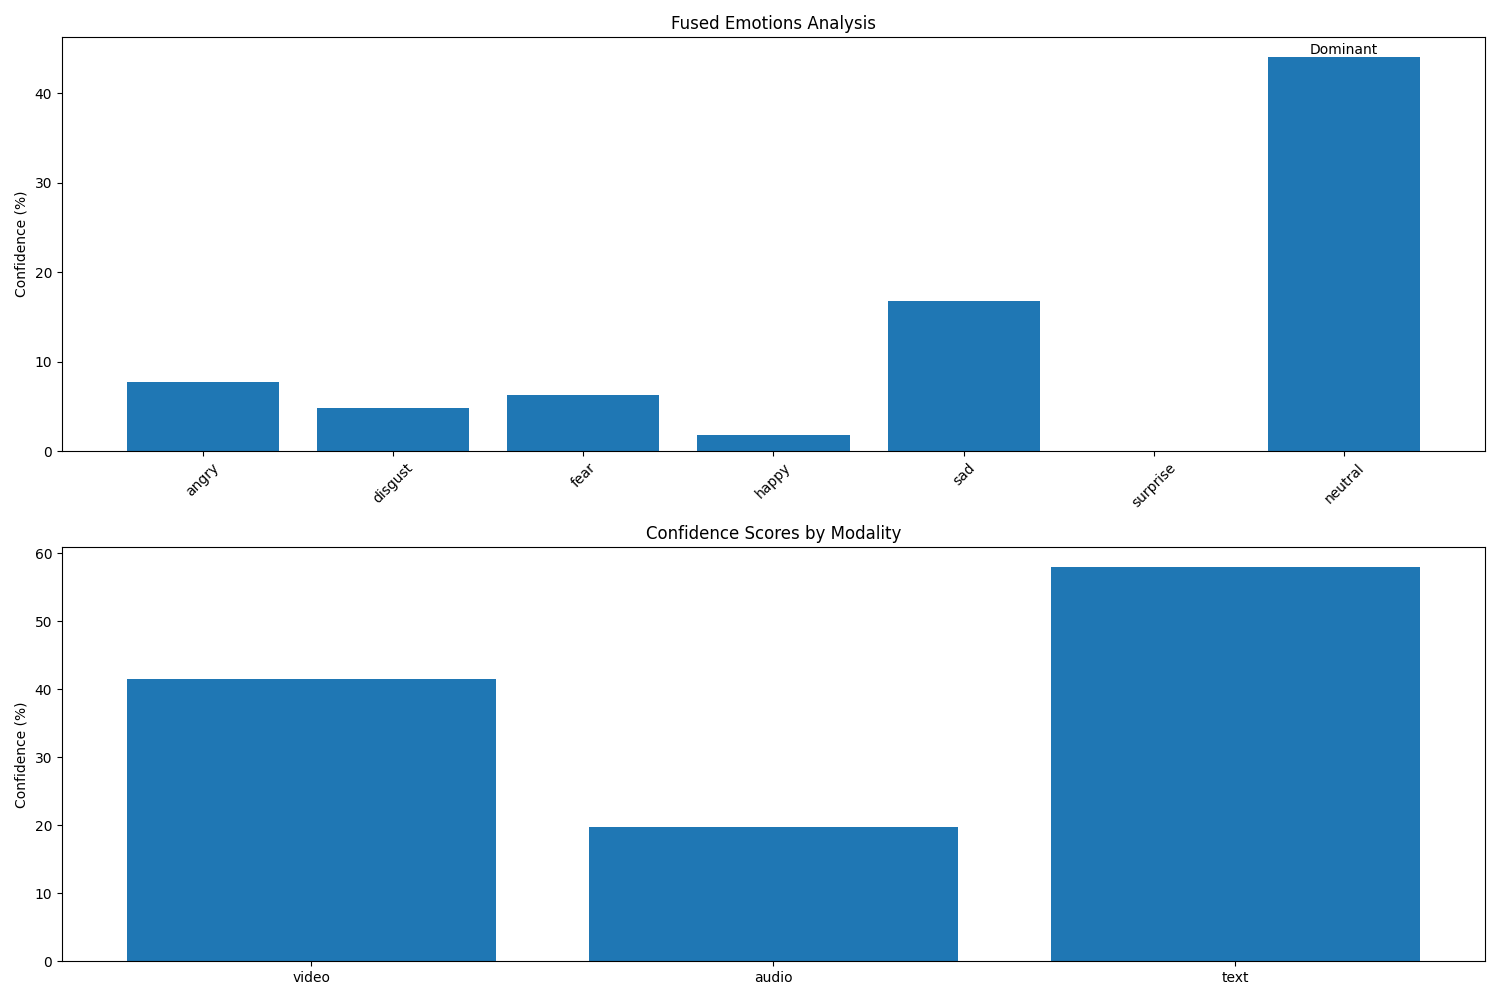 Fused Emotions Analysis
Dominant
Confidence (%)
40
30
20
10
0
angry disgust fear happy sad surprise neutral
Confidence Scores by Modality
Confidence (%)
60
50
40
30
20
10
0
video audio text